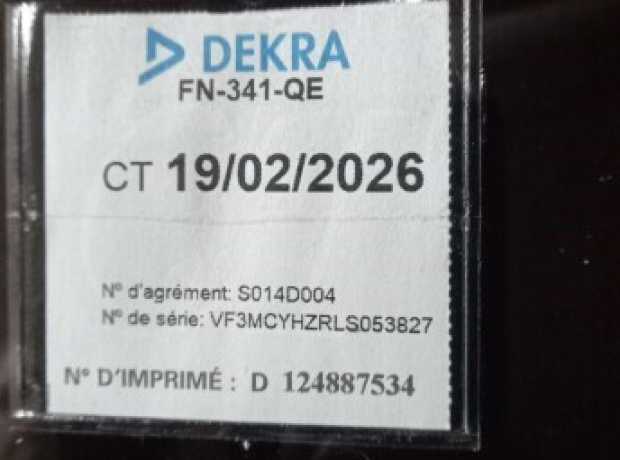 DEKRA
FN-341-QE
CT 19/02/2026
N° d'agrément: S014D004
N° de série: VF3MCYHZRLS053827
N° D'IMPRIMÉ : D 124887534